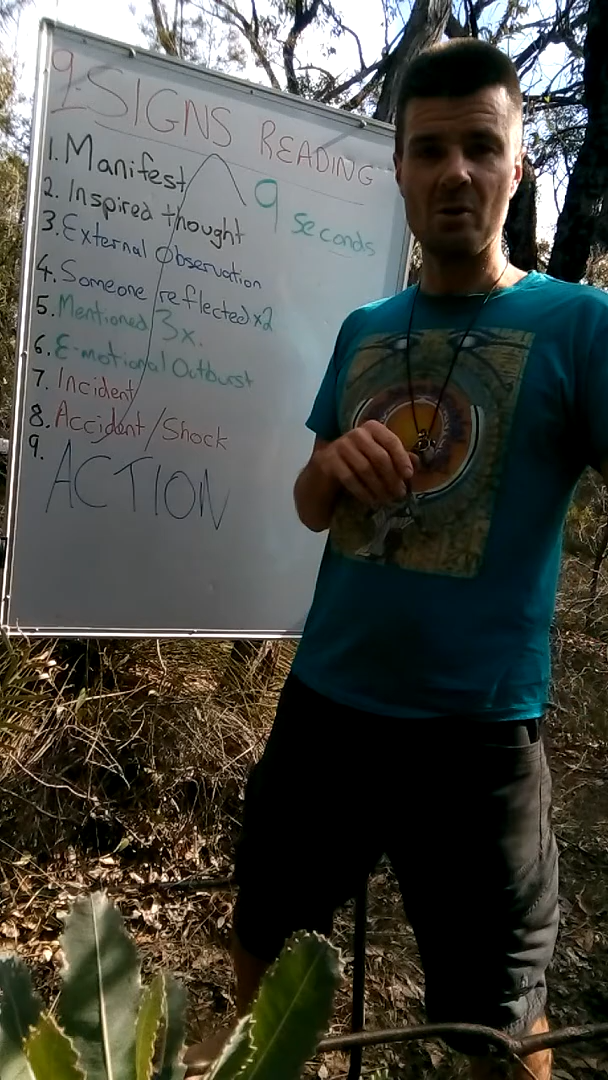 9-SIGNS READING
1. Manifest
9 seconds
2. Inspired thought
3. External Observation
4. Someone reflected x2
5. Mentioned 3x.
6. E-motional Outburst
7. Incident
8. Accident/Shock
9. ACTION